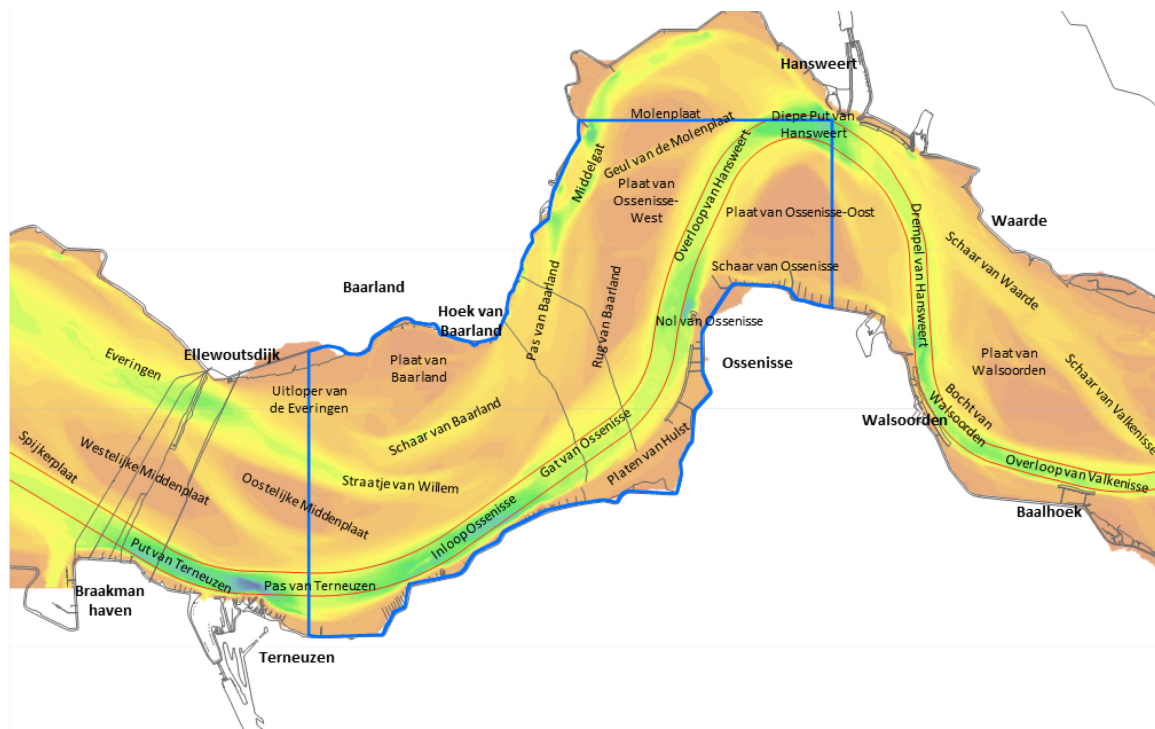 Hansweert
Molenplaat
Diepe Put van
Hansweert
Geul van de Molenplaat
Middelgat
Plaat van
Ossenisse-
West
Overloop van Hansweert
Plaat van Ossenisse-Oost
Drempel van Hansweert
Waarde
Schaar van Waarde
Schaar van Ossenisse
Baarland
Hoek van
Baarland
Pas van Baarland
Rug van Baarland
Nol van Ossenisse
Ossenisse
Plaat van
Walsoorden
Schaar van Valkenisse
Everingen
Ellewoutsdijk
Plaat van
Baarland
Uitloper van
de Everingen
Schaar van Baarland
Walsoorden
Bocht van
Walsoorden
Overloop van Valkenisse
Baalhoek
Spijkerplaat
Westelijke Middenplaat
Oostelijke Middenplaat
Straatje van Willem
Gat van Ossenisse
Platen van Hulst
Inloop Ossenisse
Put van Terneuzen
Pas van Terneuzen
Braakman
haven
Terneuzen